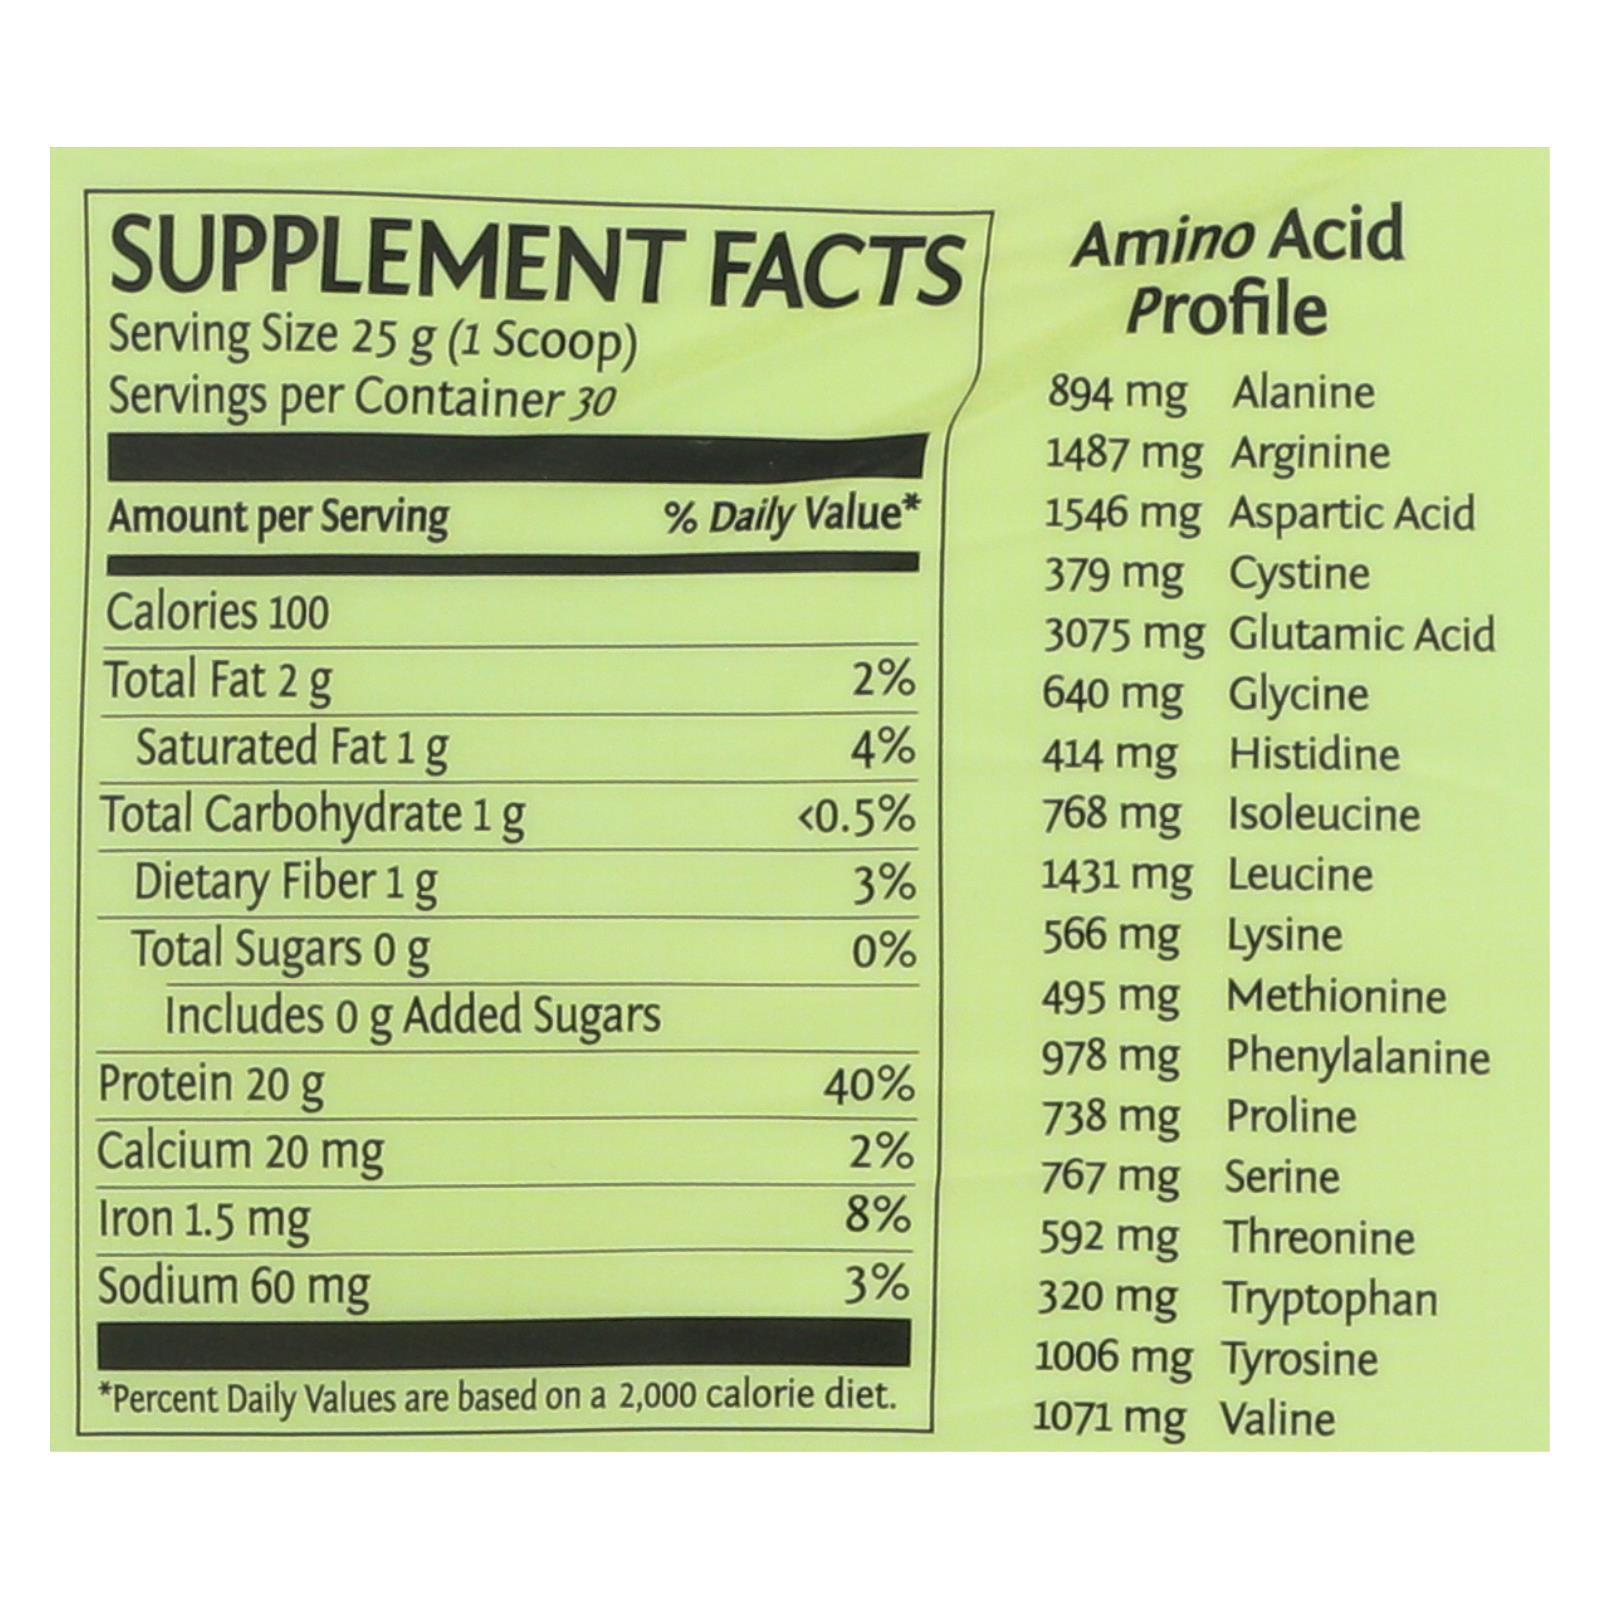 SUPPLEMENT FACTS
Serving Size 25 g (1 Scoop)
Servings per Container 30
Amount per Serving % Daily Value*
Calories 100
Total Fat 2 g 2%
Saturated Fat 1 g 4%
Total Carbohydrate 1 g <0.5%
Dietary Fiber 1 g 3%
Total Sugars 0 g 0%
Includes 0 g Added Sugars
Protein 20 g 40%
Calcium 20 mg 2%
Iron 1.5 mg 8%
Sodium 60 mg 3%
*Percent Daily Values are based on a 2,000 calorie diet.
Amino Acid
Profile
894 mg Alanine
1487 mg Arginine
1546 mg Aspartic Acid
379 mg Cystine
3075 mg Glutamic Acid
640 mg Glycine
414 mg Histidine
768 mg Isoleucine
1431 mg Leucine
566 mg Lysine
495 mg Methionine
978 mg Phenylalanine
738 mg Proline
767 mg Serine
592 mg Threonine
320 mg Tryptophan
1006 mg Tyrosine
1071 mg Valine